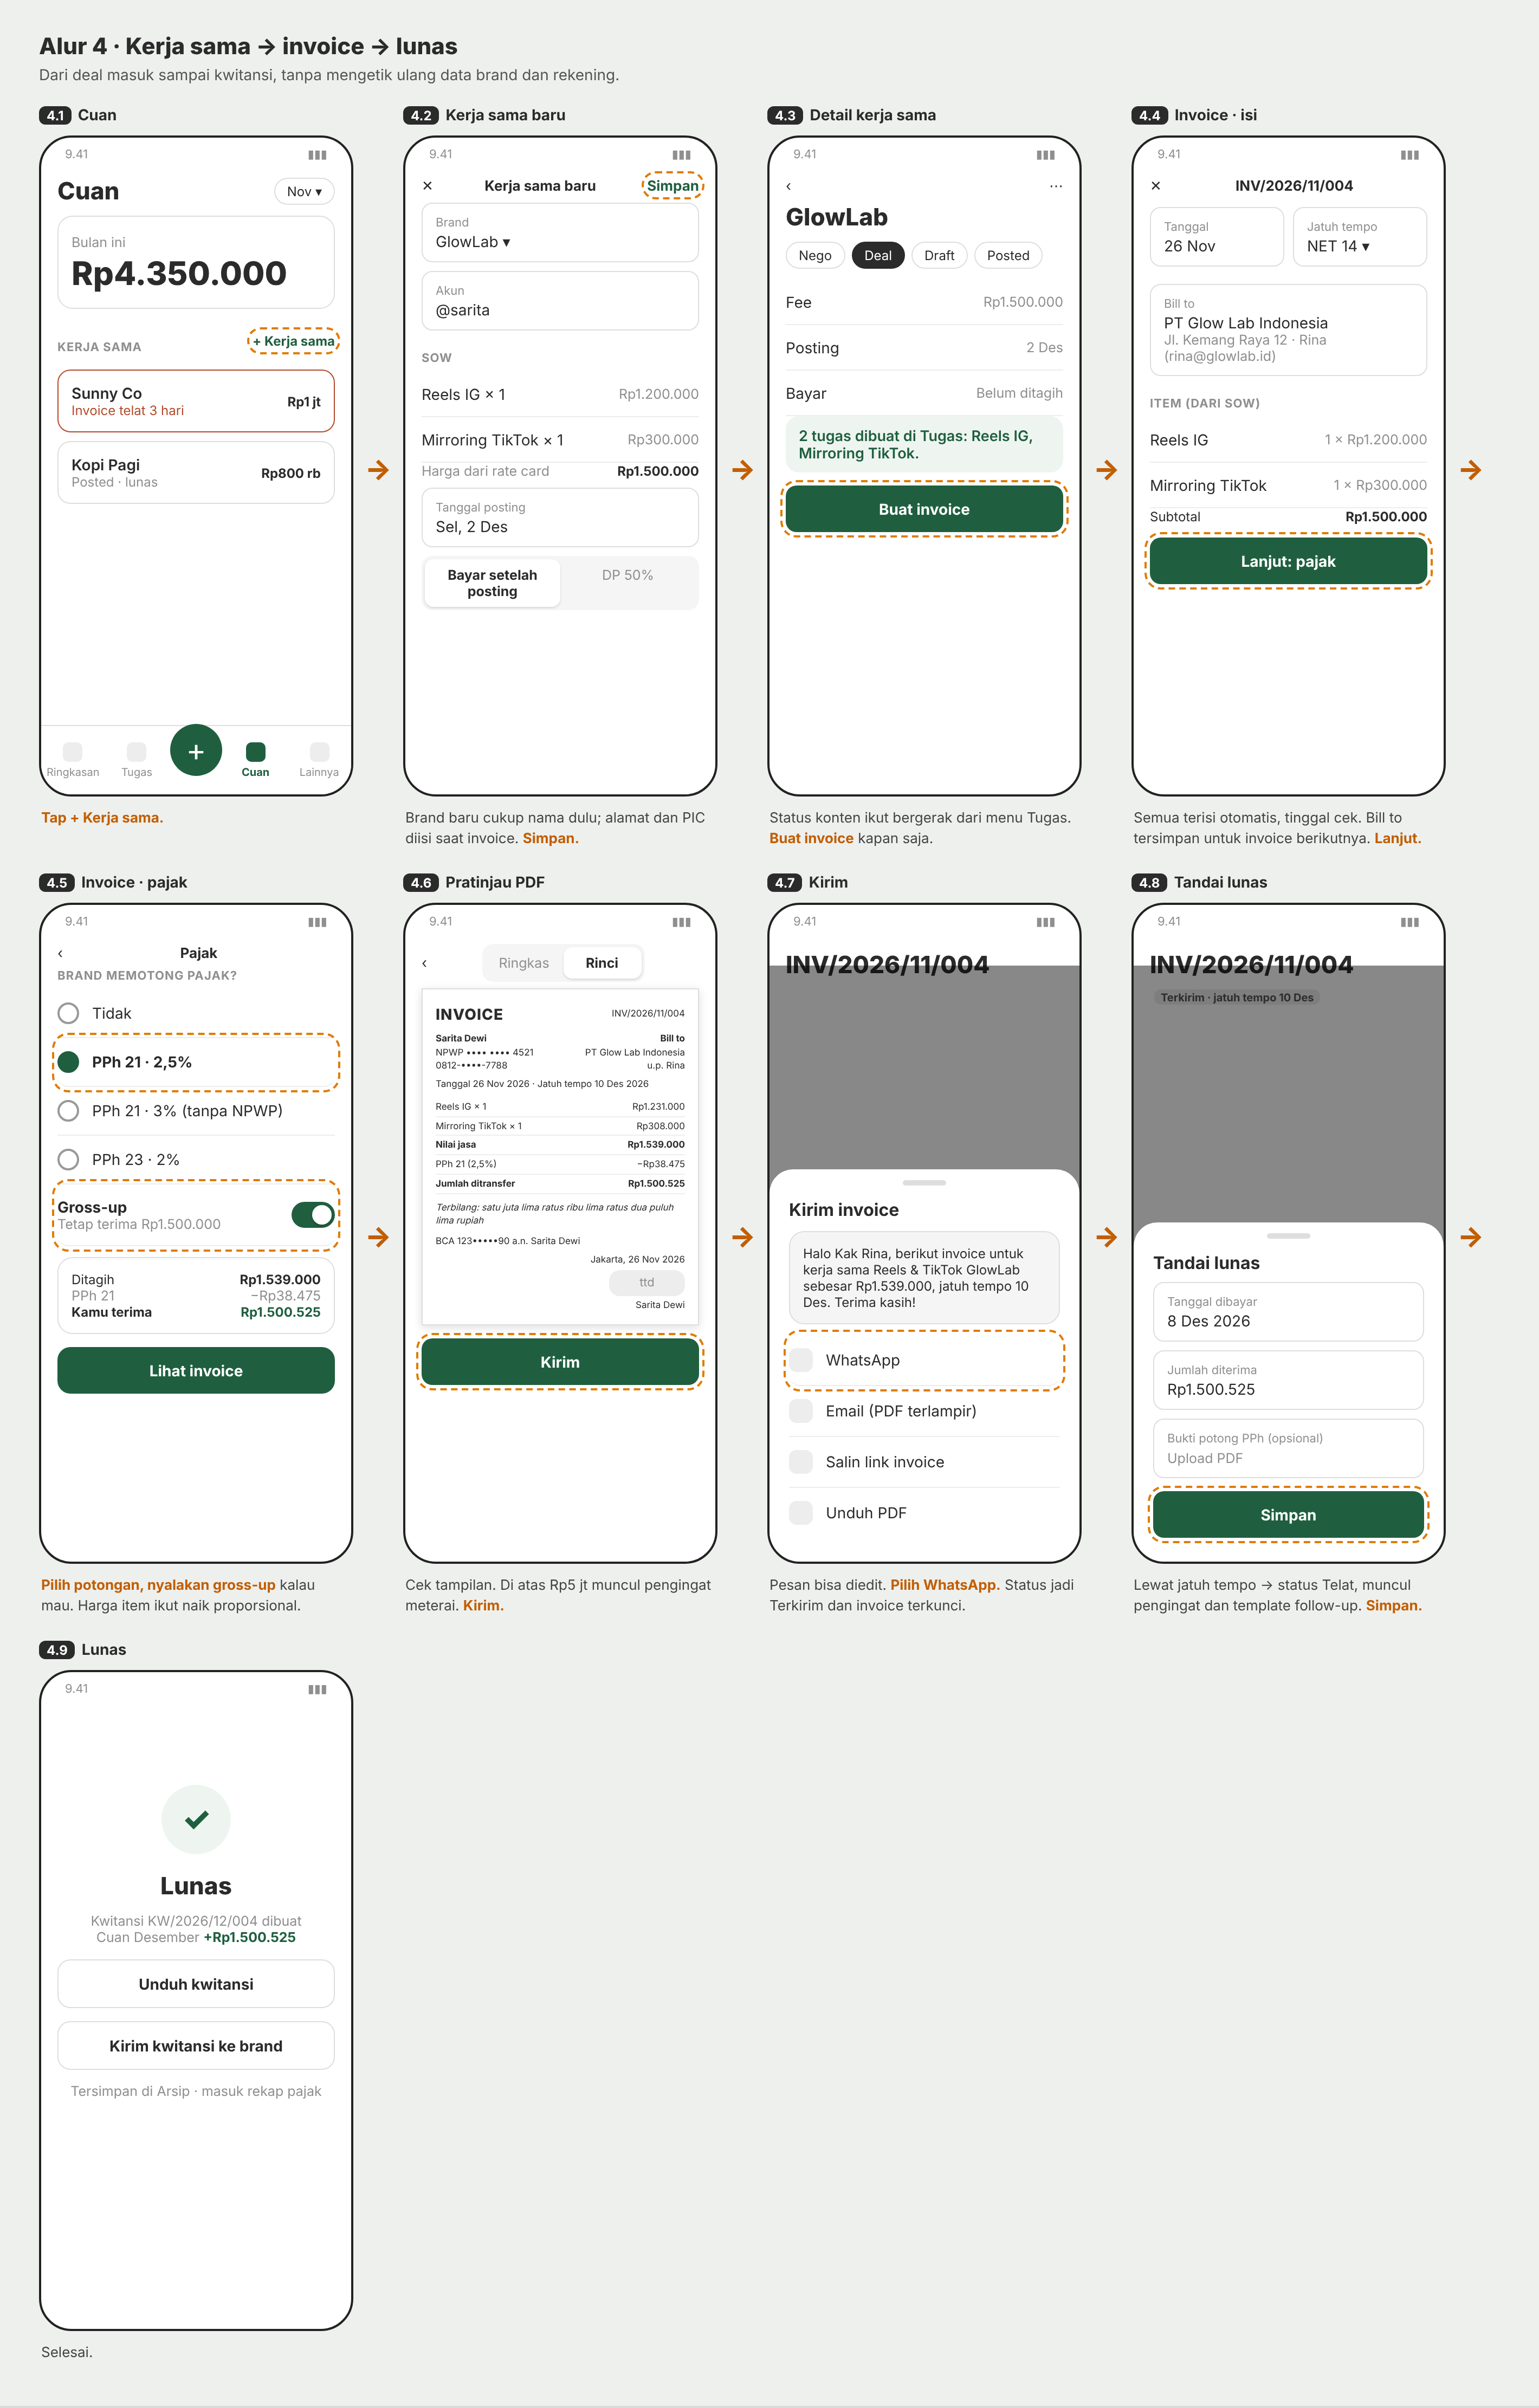 Alur 4 · Kerja sama → invoice → lunas
Dari deal masuk sampai kwitansi, tanpa mengetik ulang data brand dan rekening.
4.1 Cuan
9.41
Cuan
Nov ▾
Bulan ini
Rp4.350.000
KERJA SAMA
+ Kerja sama
Sunny Co
Invoice telat 3 hari
Rp1 jt
Kopi Pagi
Posted · lunas
Rp800 rb
Ringkasan
Tugas
+
Cuan
Lainnya
Tap + Kerja sama.
→
4.2 Kerja sama baru
9.41
✕
Kerja sama baru
Simpan
Brand
GlowLab ▾
Akun
@sarita
SOW
Reels IG × 1 Rp1.200.000
Mirroring TikTok × 1 Rp300.000
Harga dari rate card Rp1.500.000
Tanggal posting
Sel, 2 Des
Bayar setelah
posting
DP 50%
Brand baru cukup nama dulu; alamat dan PIC
diisi saat invoice. Simpan.
→
4.3 Detail kerja sama
9.41
‹
⋯
GlowLab
Nego Deal Draft Posted
Fee Rp1.500.000
Posting 2 Des
Bayar Belum ditagih
2 tugas dibuat di Tugas: Reels IG,
Mirroring TikTok.
Buat invoice
Status konten ikut bergerak dari menu Tugas.
Buat invoice kapan saja.
→
4.4 Invoice · isi
9.41
✕
INV/2026/11/004
Tanggal
26 Nov
Jatuh tempo
NET 14 ▾
Bill to
PT Glow Lab Indonesia
Jl. Kemang Raya 12 · Rina
(rina@glowlab.id)
ITEM (DARI SOW)
Reels IG 1 × Rp1.200.000
Mirroring TikTok 1 × Rp300.000
Subtotal Rp1.500.000
Lanjut: pajak
Semua terisi otomatis, tinggal cek. Bill to
tersimpan untuk invoice berikutnya. Lanjut.
→
4.5 Invoice · pajak
9.41
‹
Pajak
BRAND MEMOTONG PAJAK?
Tidak
PPh 21 · 2,5%
PPh 21 · 3% (tanpa NPWP)
PPh 23 · 2%
Gross-up
Tetap terima Rp1.500.000
Ditagih Rp1.539.000
PPh 21 −Rp38.475
Kamu terima Rp1.500.525
Lihat invoice
Pilih potongan, nyalakan gross-up kalau
mau. Harga item ikut naik proporsional.
→
4.6 Pratinjau PDF
9.41
‹
Ringkas Rinci
INVOICE INV/2026/11/004
Sarita Dewi Bill to
NPWP •••• •••• 4521 PT Glow Lab Indonesia
0812-••••-7788 u.p. Rina
Tanggal 26 Nov 2026 · Jatuh tempo 10 Des 2026
Reels IG × 1 Rp1.231.000
Mirroring TikTok × 1 Rp308.000
Nilai jasa Rp1.539.000
PPh 21 (2,5%) −Rp38.475
Jumlah ditransfer Rp1.500.525
Terbilang: satu juta lima ratus ribu lima ratus dua puluh
lima rupiah
BCA 123•••••90 a.n. Sarita Dewi
Jakarta, 26 Nov 2026
ttd
Sarita Dewi
Kirim
Cek tampilan. Di atas Rp5 jt muncul pengingat
meterai. Kirim.
→
4.7 Kirim
9.41
INV/2026/11/004
Kirim invoice
Halo Kak Rina, berikut invoice untuk
kerja sama Reels & TikTok GlowLab
sebesar Rp1.539.000, jatuh tempo 10
Des. Terima kasih!
WhatsApp
Email (PDF terlampir)
Salin link invoice
Unduh PDF
Pesan bisa diedit. Pilih WhatsApp. Status jadi
Terkirim dan invoice terkunci.
→
4.8 Tandai lunas
9.41
INV/2026/11/004
Terkirim · jatuh tempo 10 Des
Tandai lunas
Tanggal dibayar
8 Des 2026
Jumlah diterima
Rp1.500.525
Bukti potong PPh (opsional)
Upload PDF
Simpan
Lewat jatuh tempo → status Telat, muncul
pengingat dan template follow-up. Simpan.
→
4.9 Lunas
9.41
Lunas
Kwitansi KW/2026/12/004 dibuat
Cuan Desember +Rp1.500.525
Unduh kwitansi
Kirim kwitansi ke brand
Tersimpan di Arsip · masuk rekap pajak
Selesai.